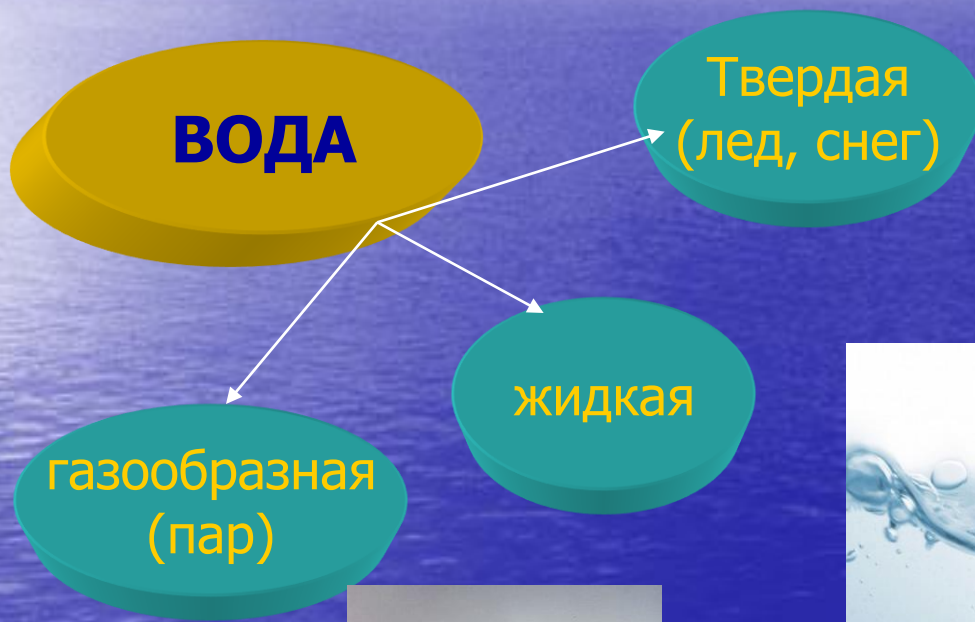 ВОДА
Твердая
(лед, снег)
жидкая
газообразная
(пар)